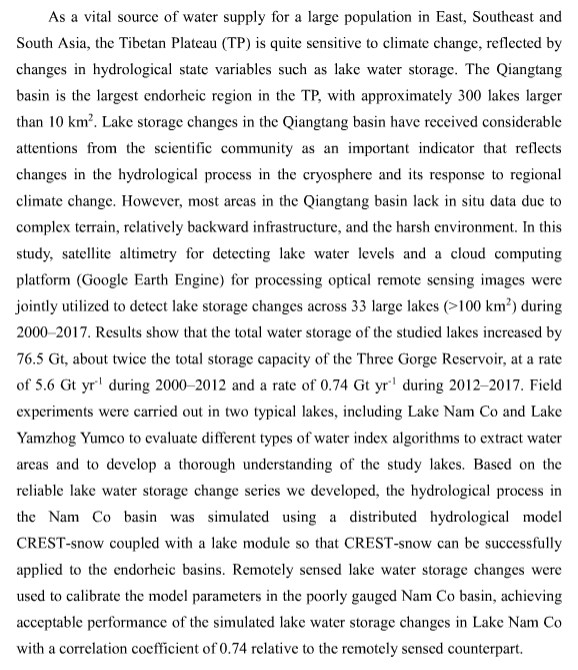 As a vital source of water supply for a large population in East, Southeast and
South Asia, the Tibetan Plateau (TP) is quite sensitive to climate change, reflected by
changes in hydrological state variables such as lake water storage. The Qiangtang
basin is the largest endorheic region in the TP, with approximately 300 lakes larger
than 10 km². Lake storage changes in the Qiangtang basin have received considerable
attentions from the scientific community as an important indicator that reflects
changes in the hydrological process in the cryosphere and its response to regional
climate change. However, most areas in the Qiangtang basin lack in situ data due to
complex terrain, relatively backward infrastructure, and the harsh environment. In this
study, satellite altimetry for detecting lake water levels and a cloud computing
platform (Google Earth Engine) for processing optical remote sensing images were
jointly utilized to detect lake storage changes across 33 large lakes (>100 km²) during
2000–2017. Results show that the total water storage of the studied lakes increased by
76.5 Gt, about twice the total storage capacity of the Three Gorge Reservoir, at a rate
of 5.6 Gt yr⁻¹ during 2000–2012 and a rate of 0.74 Gt yr⁻¹ during 2012–2017. Field
experiments were carried out in two typical lakes, including Lake Nam Co and Lake
Yamzhog Yumco to evaluate different types of water index algorithms to extract water
areas and to develop a thorough understanding of the study lakes. Based on the
reliable lake water storage change series we developed, the hydrological process in
the Nam Co basin was simulated using a distributed hydrological model
CREST-snow coupled with a lake module so that CREST-snow can be successfully
applied to the endorheic basins. Remotely sensed lake water storage changes were
used to calibrate the model parameters in the poorly gauged Nam Co basin, achieving
acceptable performance of the simulated lake water storage changes in Lake Nam Co
with a correlation coefficient of 0.74 relative to the remotely sensed counterpart.